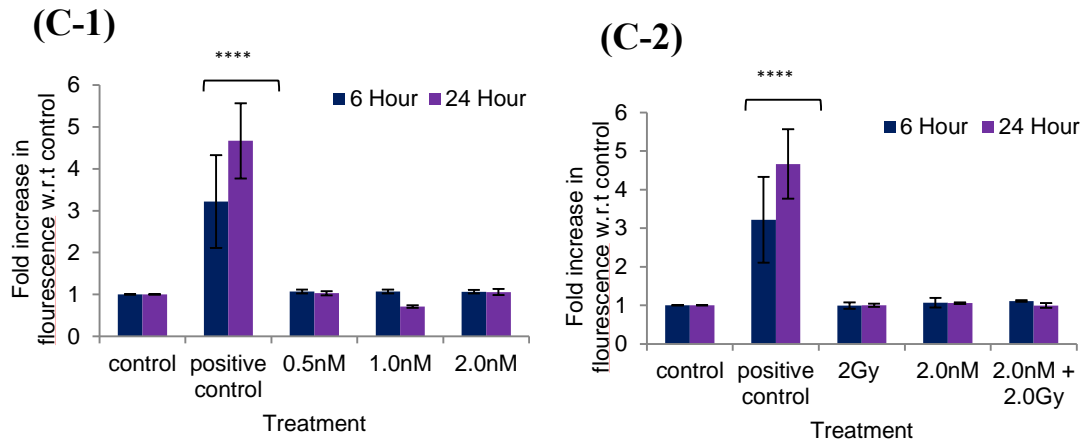 (C-1)
****
6
5
4
3
2
1
0
Fold increase in
flourescence w.r.t control
6 Hour
24 Hour
control
positive
control
0.5nM
1.0nM
2.0nM
Treatment
(C-2)
****
6
5
4
3
2
1
0
Fold increase in
flourescence w.r.t control
6 Hour
24 Hour
control
positive
control
2Gy
2.0nM
2.0nM +
2.0Gy
Treatment